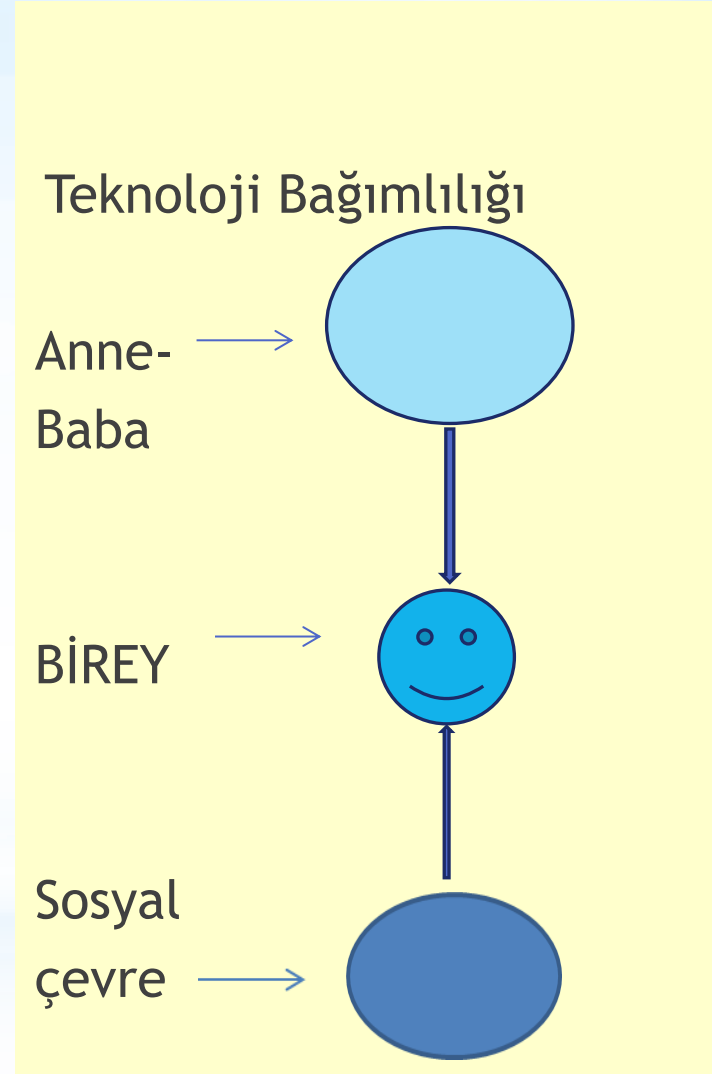 Teknoloji Bağımlılığı
Anne-
Baba
BİREY
Sosyal
çevre